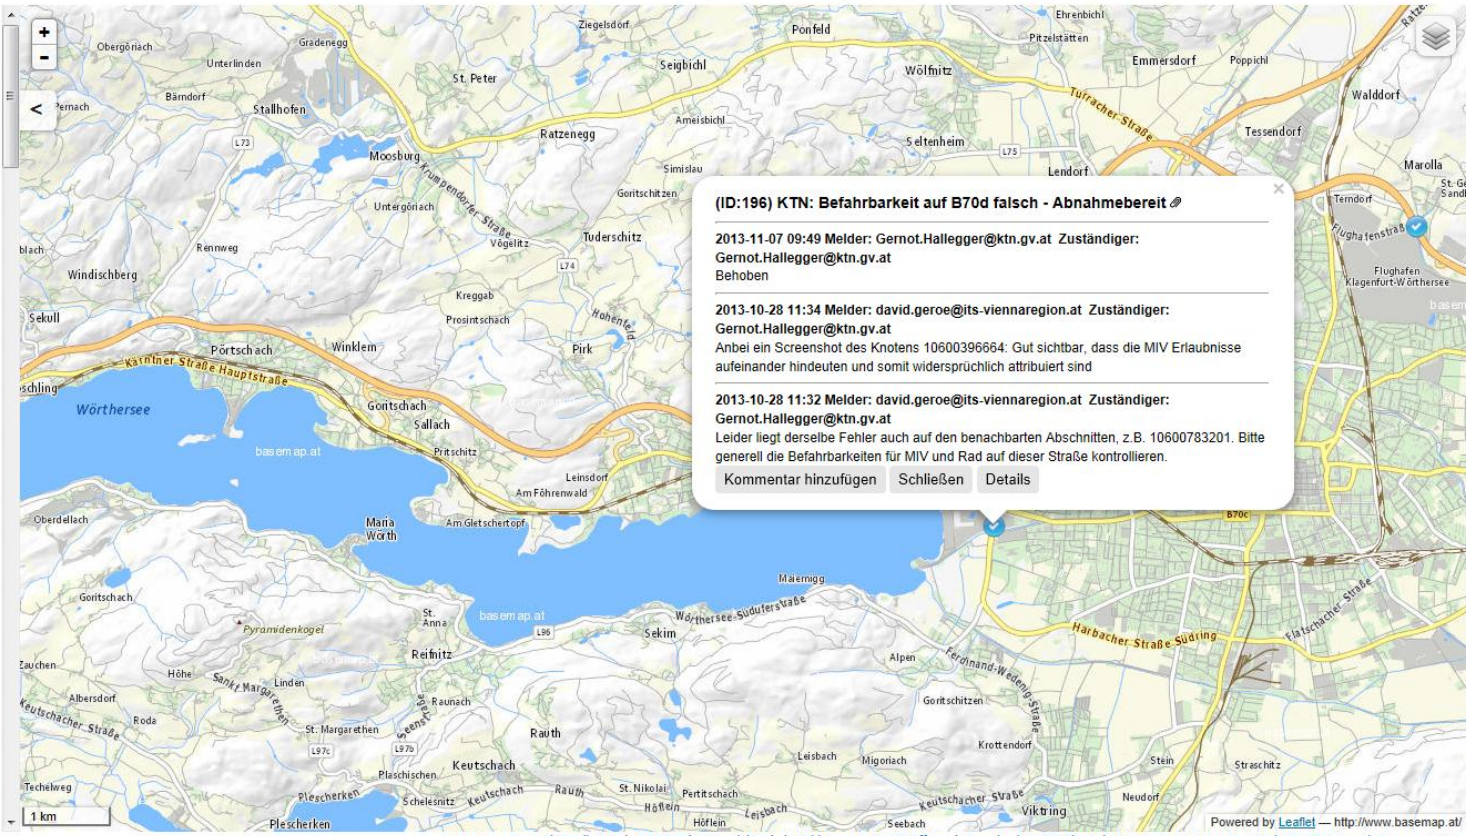 +
-
<
Obergöriach
Gradenegg
Ziegelsdorf
Ponfeld
Ehrenbichl
Pitzelstätten
Emmersdorf
Poppichl
Unterlinden
St. Peter
Seigbichl
Wölfnitz
Walddorf
Bärndorf
Pernach
Stallhofen
Turracher Straße
Ameisbichl
Ratzenegg
L73
Moosburg
Seltenheim
L75
Tessendorf
Lendorf
Marolla
Simislau
Goritschitzen
Krumpendorfer Straße
Untergöriach
Terndorf
Tuderschitz
Vögelitz
L74
Rennweg
Windischberg
Flughafenstraße
Flughafen
Klagenfurt-Wörthersee
(ID:196) KTN: Befahrbarkeit auf B70d falsch - Abnahmebereit
×
2013-11-07 09:49 Melder: Gernot.Hallegger@ktn.gv.at Zuständiger:
Gernot.Hallegger@ktn.gv.at
Behoben
2013-10-28 11:34 Melder: david.geroe@its-viennaregion.at Zuständiger:
Gernot.Hallegger@ktn.gv.at
Anbei ein Screenshot des Knotens 10600396664: Gut sichtbar, dass die MIV Erlaubnisse
aufeinander hindeuten und somit widersprüchlich attribuiert sind
2013-10-28 11:32 Melder: david.geroe@its-viennaregion.at Zuständiger:
Gernot.Hallegger@ktn.gv.at
Leider liegt derselbe Fehler auch auf den benachbarten Abschnitten, z.B. 10600783201. Bitte
generell die Befahrbarkeiten für MIV und Rad auf dieser Straße kontrollieren.
Kommentar hinzufügen
Schließen
Details
Kreggab
Prosintschach
Hohenfeld
Sekull
Pörtschach
Winklern
Pirk
Kärntner Straße Hauptstraße
Wörthersee
Goritschach
Sallach
basemap.at
Pritschitz
Leinsdorf
Am Föhrenwald
Oberdellach
Maria
Wörth
Am Gletschertopf
B70c
Maiernigg
Goritschach
St.
Anna
basemap.at
L96
Wörthersee-Süduferstraße
Sekirn
Flatschacher Straße
Harbacher Straße Südring
Pyramidenkogel
Reifnitz
Zauchen
Höhe
Linden
Sankt Margarethen
Alpen
Ferdinand-Wedenig-Straße
Albersdorf
Raunach
Goritschitzen
Keutschacher Straße
Roda
St. Margarethen
Rauth
L97c
L97b
Krottendorf
Keutschach
Plaschischen
Leisbach
Migoriach
Stein
Straschitz
Techelweg
Plescherken
Schelesnitz
Keutschach
Rauth
St. Nikolai
Pertitschach
Höflein
Leisbach
Keutschacher Straße
Neudorf
Viktring
1 km
Plescherken
Höflein
Seebach
Powered by Leaflet — http://www.basemap.at/